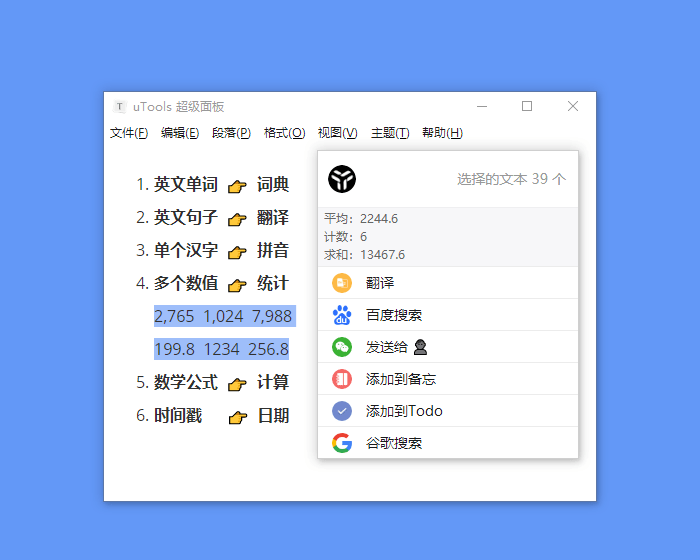 uTools 超级面板
文件(F) 编辑(E) 段落(P) 格式(O) 视图(V) 主题(T) 帮助(H)
1. 英文单词 👉 词典
2. 英文句子 👉 翻译
3. 单个汉字 👉 拼音
4. 多个数值 👉 统计
2,765 1,024 7,988
199.8 1234 256.8
5. 数学公式 👉 计算
6. 时间戳 👉 日期
选择的文本 39 个
平均：2244.6
计数：6
求和：13467.6
翻译
百度搜索
发送给
添加到备忘
添加到Todo
谷歌搜索